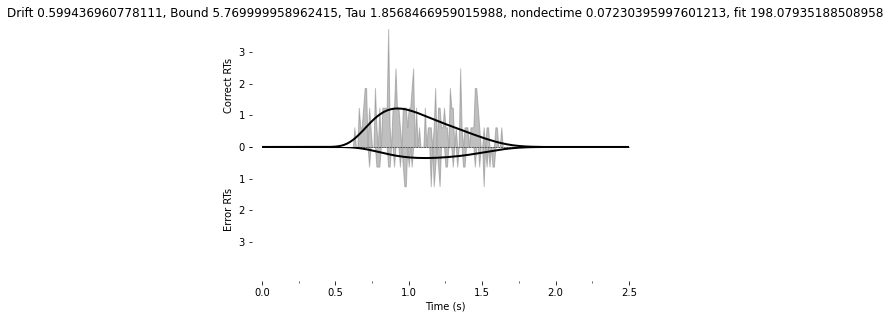 Drift 0.599436960778111, Bound 5.769999958962415, Tau 1.8568466959015988, nondectime 0.07230395997601213, fit 198.07935188508958
Correct RTs
3
2
1
0
1
2
3
Error RTs
0.0 0.5 1.0 1.5 2.0 2.5
Time (s)